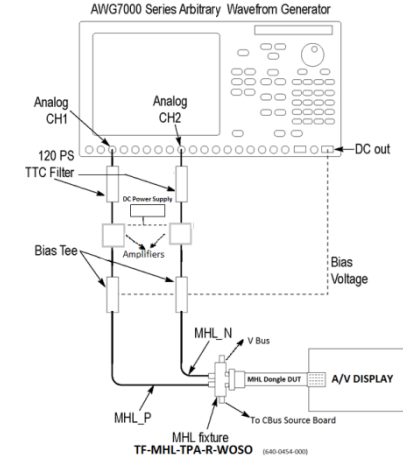 AWG7000 Series Arbitrary Wavefrom Generator
Analog
CH1
Analog
CH2
DC out
120 PS
TTC Filter
DC Power Supply
Amplifiers
Bias Tee
Bias
Voltage
MHL_N
V Bus
MHL Dongle DUT
A/V DISPLAY
MHL_P
To CBus Source Board
MHL fixture
TF-MHL-TPA-R-WOSO (640-0454-000)